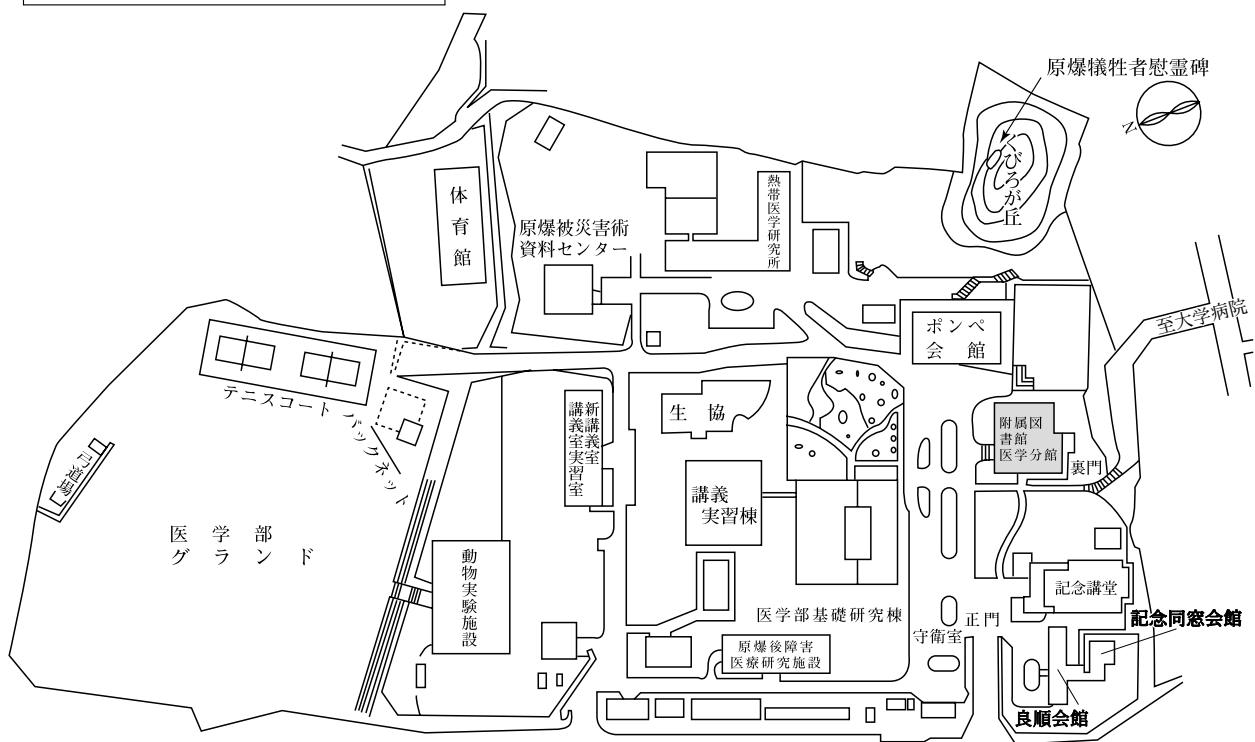 原爆犠牲者慰霊碑
N
ぐびろが丘
体育館
原爆被災害術
資料センター
熱帯医学研究所
至大学病院
ポンペ
会館
テニスコート
バックネット
新講義室
講義室実習室
生協
附属図
書館
医学分館
裏門
弓道場
講義
実習棟
医学部
グランド
動物実験施設
記念講堂
医学部基礎研究棟
正門
守衛室
記念同窓会館
原爆後障害
医療研究施設
良順会館